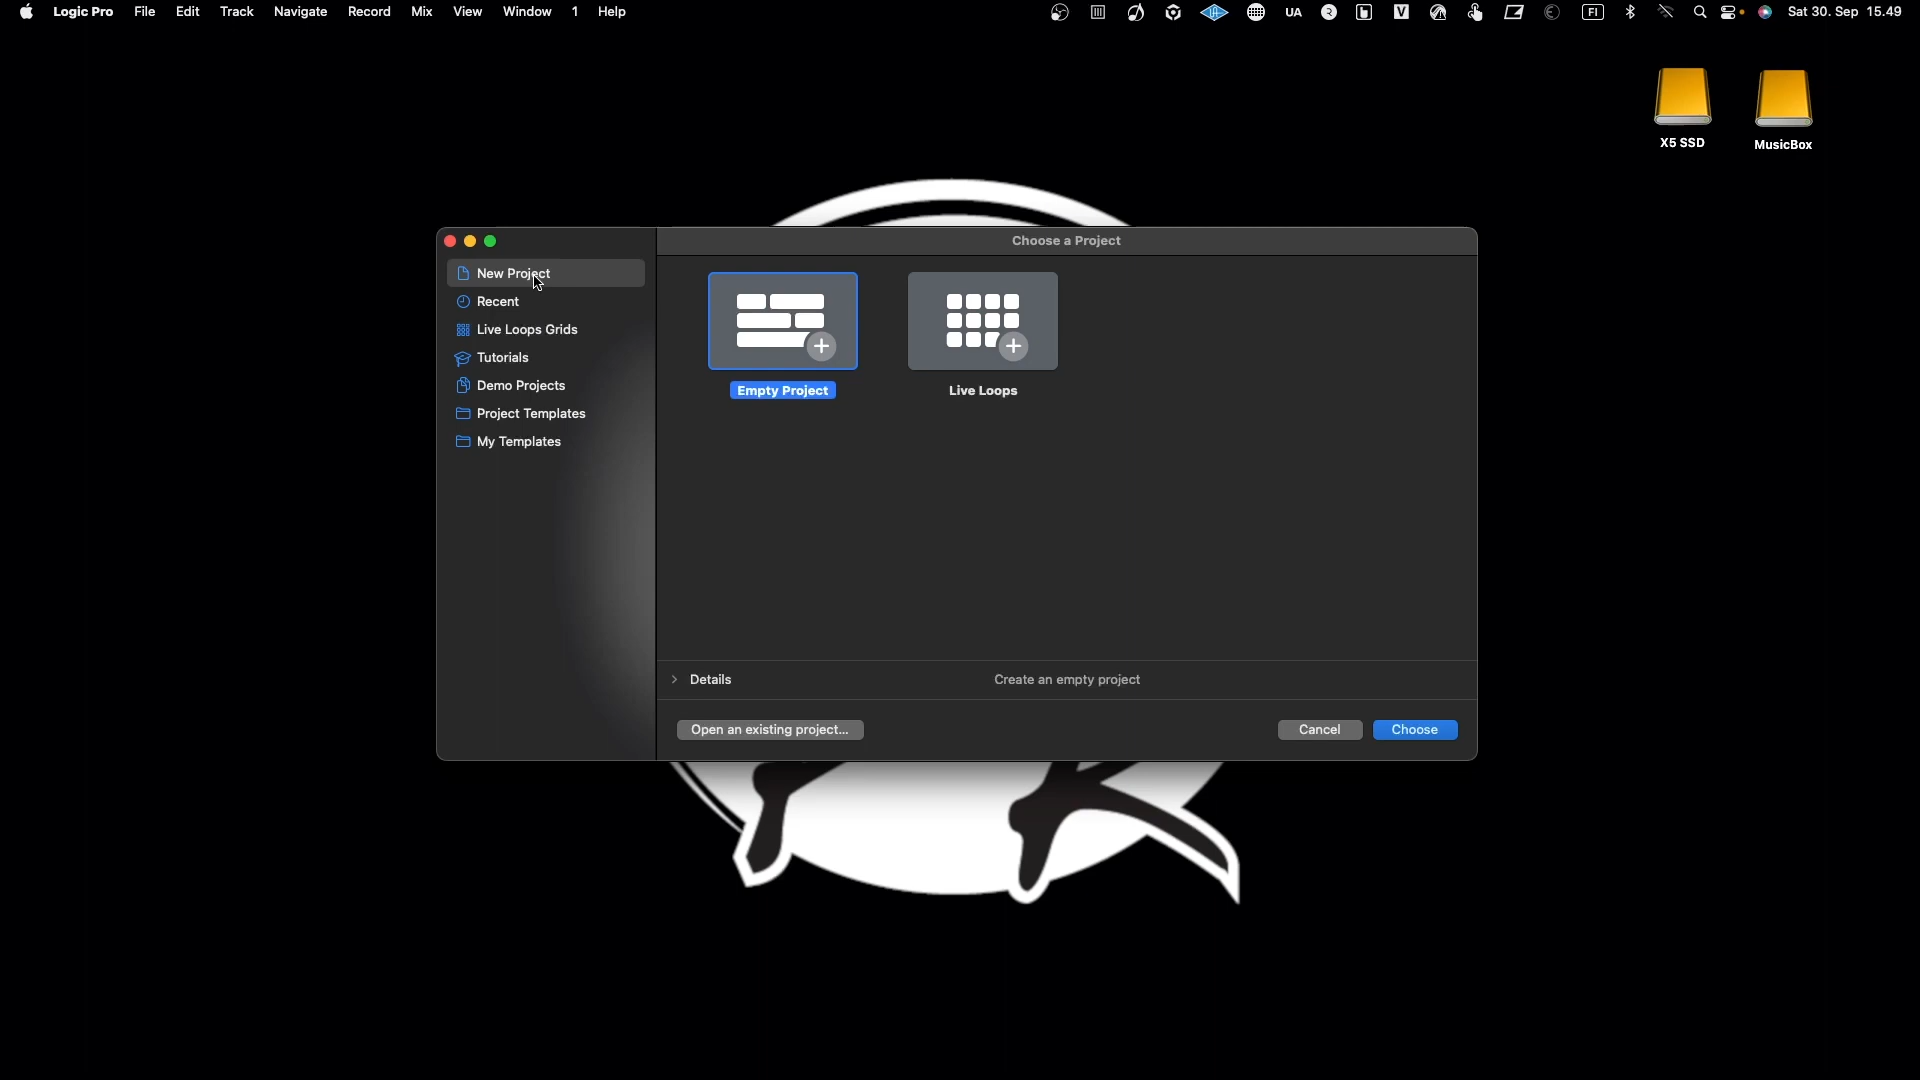 Logic Pro File Edit Track Navigate Record Mix View Window 1 Help UA FI Sat 30. Sep 15.49
X5 SSD MusicBox
Choose a Project
New Project
Recent
Live Loops Grids
Tutorials
Demo Projects
Project Templates
My Templates
Empty Project Live Loops
Details Create an empty project
Open an existing project... Cancel Choose